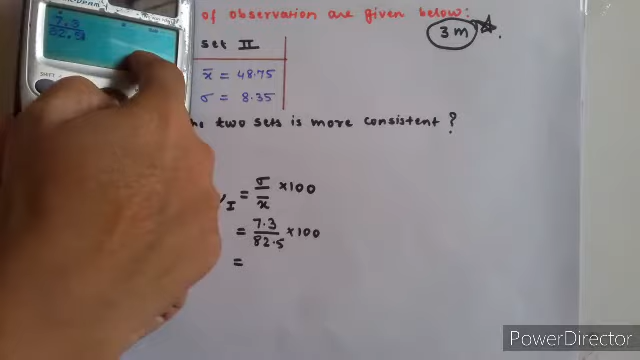 of observation are given below:
3 m
set II
x̄ = 48.75
σ = 8.35
two sets is more consistent ?
I = σ/x̄ ×100
= 7.3/82.5 ×100
=
7.3
82.5
SHIFT
PowerDirector